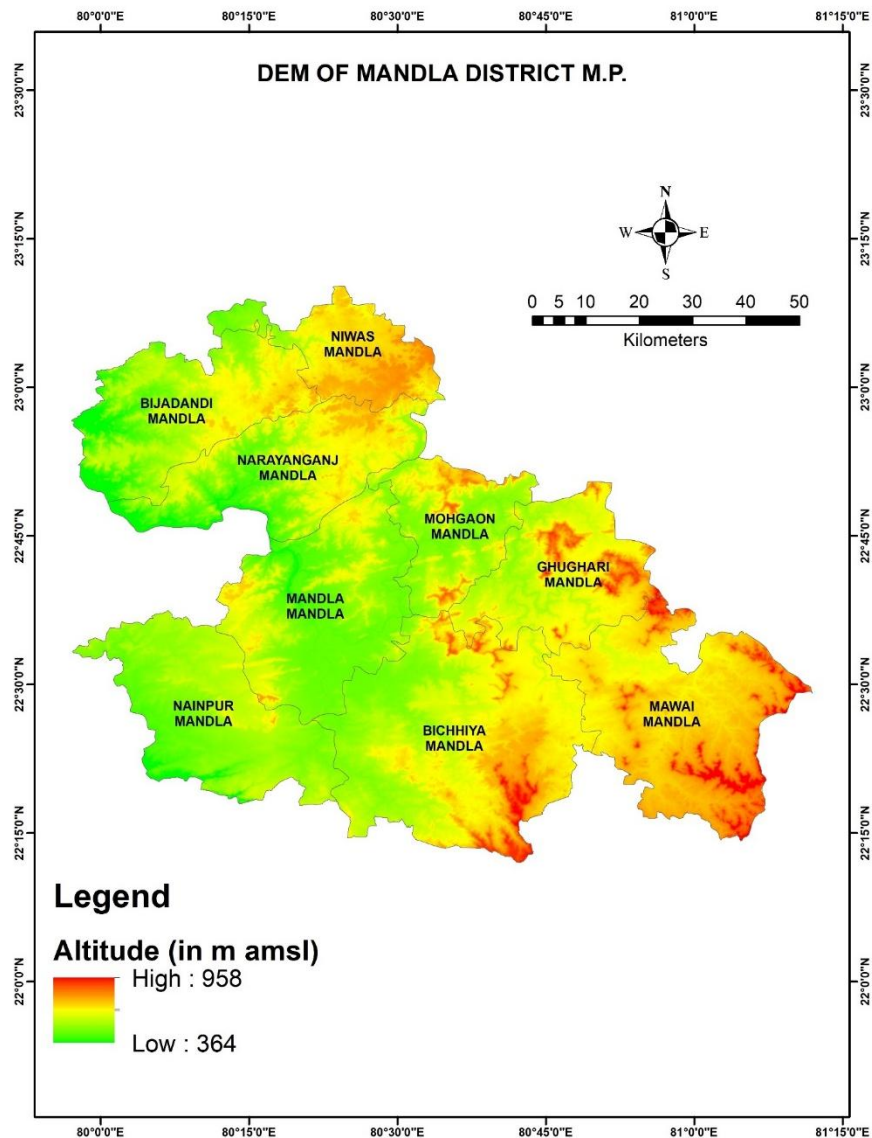 80°0'0"E 80°15'0"E 80°30'0"E 80°45'0"E 81°0'0"E 81°15'0"E
DEM OF MANDLA DISTRICT M.P.
23°30'0"N 23°30'0"N
N
W E
S
23°15'0"N 23°15'0"N
0 5 10 20 30 40 50
Kilometers
NIWAS
MANDLA
23°0'0"N 23°0'0"N
BIJADANDI
MANDLA
NARAYANGANJ
MANDLA
MOHGAON
MANDLA
22°45'0"N 22°45'0"N
GHUGHARI
MANDLA
MANDLA
MANDLA
22°30'0"N 22°30'0"N
NAINPUR
MANDLA
MAWAI
MANDLA
BICHHIYA
MANDLA
22°15'0"N 22°15'0"N
Legend
Altitude (in m amsl)
High : 958
Low : 364
22°0'0"N 22°0'0"N
80°0'0"E 80°15'0"E 80°30'0"E 80°45'0"E 81°0'0"E 81°15'0"E